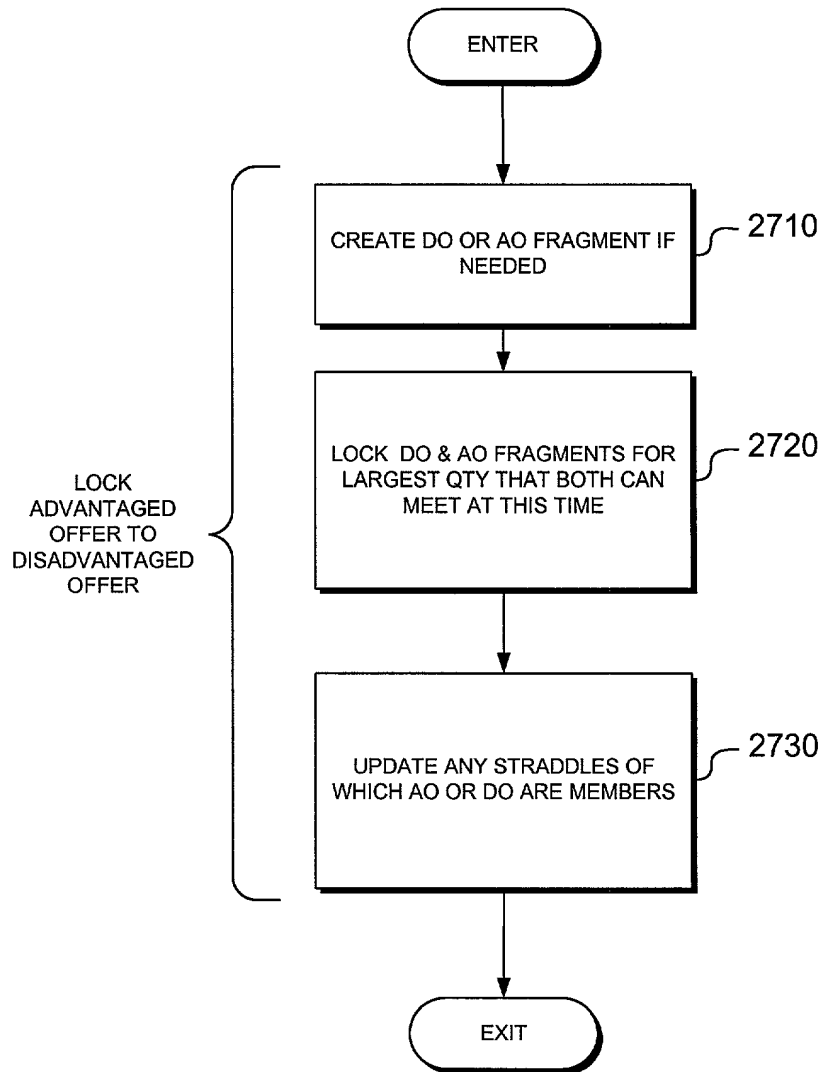 ENTER
CREATE DO OR AO FRAGMENT IF
NEEDED
2710
LOCK DO & AO FRAGMENTS FOR
LARGEST QTY THAT BOTH CAN
MEET AT THIS TIME
2720
LOCK
ADVANTAGED
OFFER TO
DISADVANTAGED
OFFER
UPDATE ANY STRADDLES OF
WHICH AO OR DO ARE MEMBERS
2730
EXIT